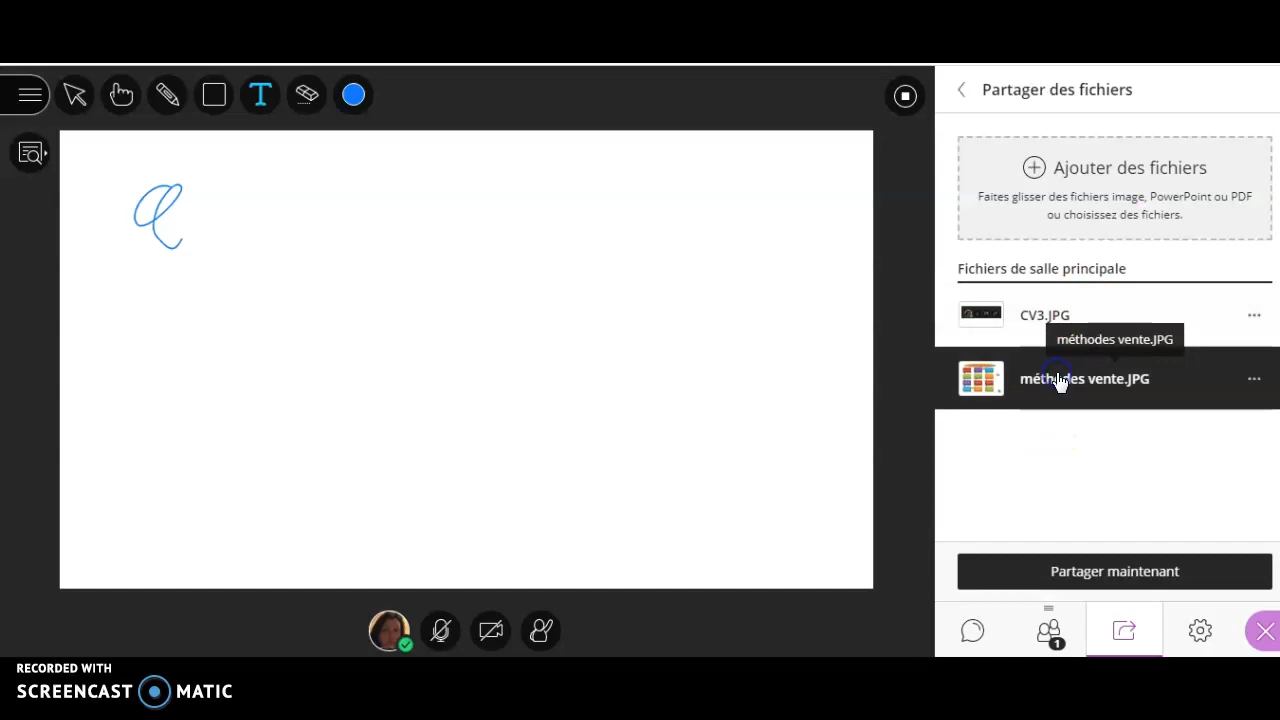 Partager des fichiers
Ajouter des fichiers
Faites glisser des fichiers image, PowerPoint ou PDF
ou choisissez des fichiers.
Fichiers de salle principale
CV3.JPG
méthodes vente.JPG
méthodes vente.JPG
Partager maintenant
1
T
RECORDED WITH
SCREENCAST MATIC